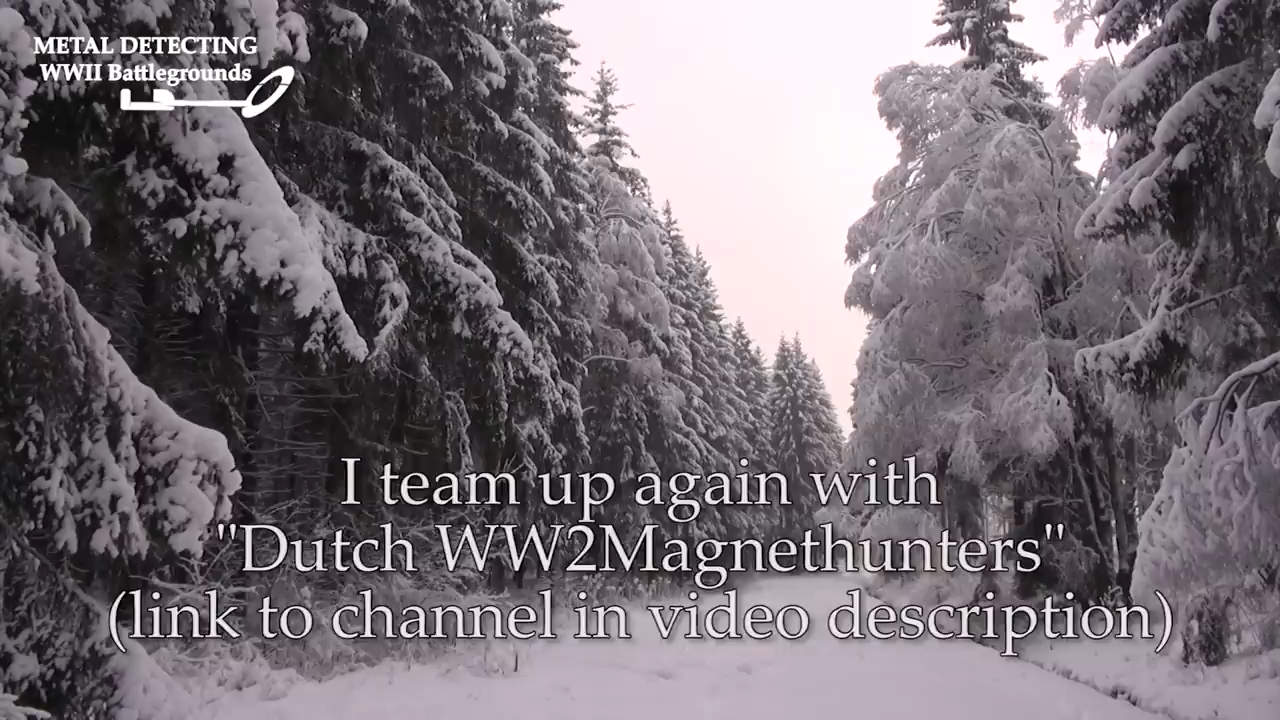 METAL DETECTING
WWII Battlegrounds
I team up again with
"Dutch WW2Magnethunters"
(link to channel in video description)